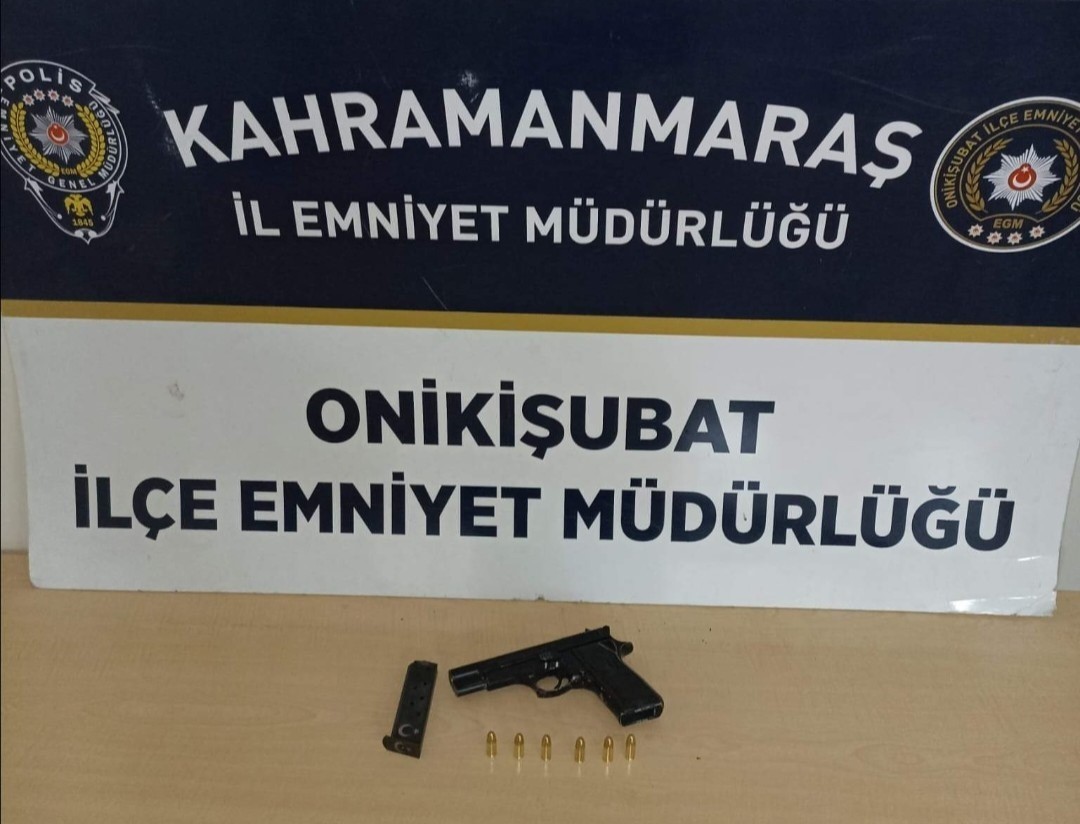 POLİS
EMNİYET GENEL MÜDÜRLÜĞÜ
EGM
1845
KAHRAMANMARAŞ
İL EMNİYET MÜDÜRLÜĞÜ
ONİKİŞUBAT İLÇE EMNİYET
EGM
ONİKİŞUBAT
İLÇE EMNİYET MÜDÜRLÜĞÜ